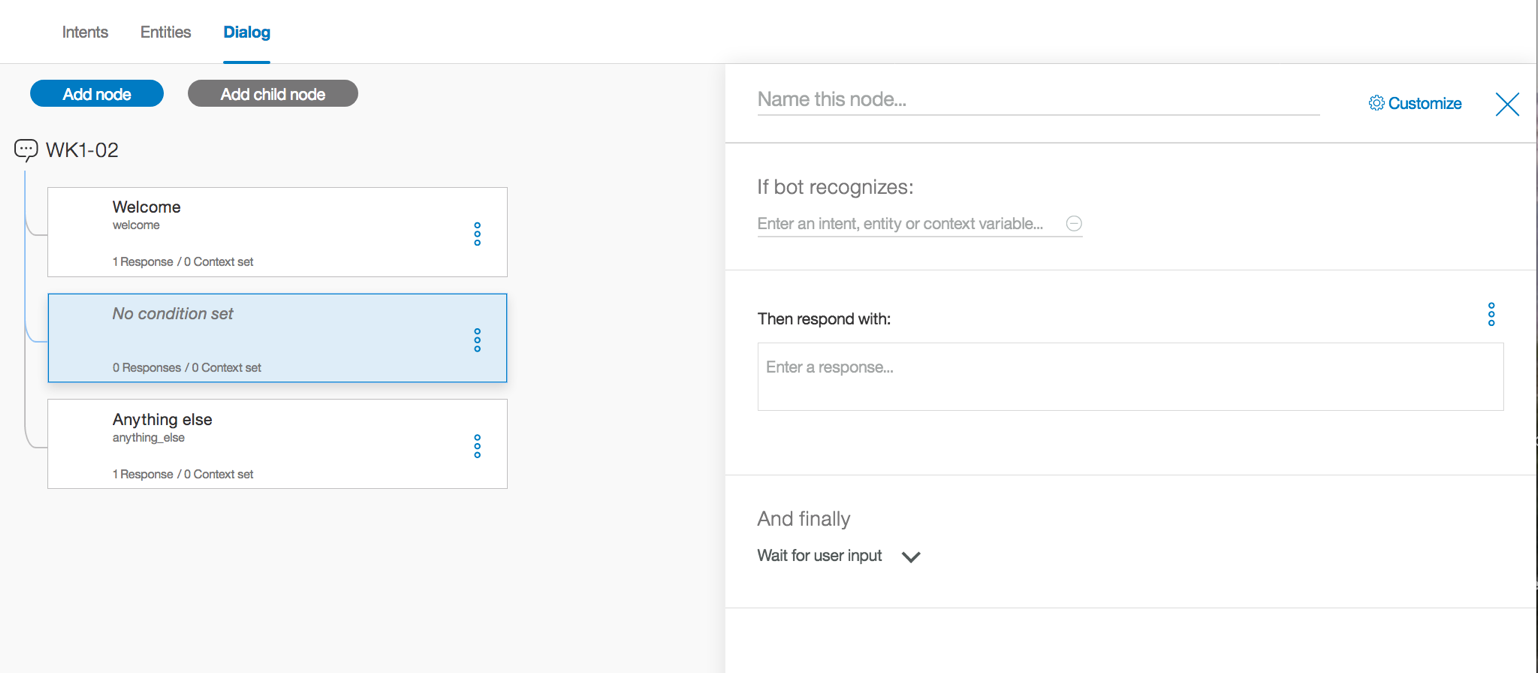 Intents Entities Dialog
Add node Add child node
WK1-02
Welcome
welcome
1 Response / 0 Context set
No condition set
0 Responses / 0 Context set
Anything else
anything_else
1 Response / 0 Context set
Name this node...
Customize
If bot recognizes:
Enter an intent, entity or context variable...
Then respond with:
Enter a response...
And finally
Wait for user input